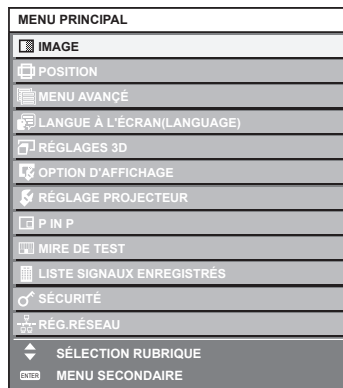 MENU PRINCIPAL
IMAGE
POSITION
MENU AVANÇÉ
LANGUE À L'ÉCRAN(LANGUAGE)
RÉGLAGES 3D
OPTION D'AFFICHAGE
RÉGLAGE PROJECTEUR
P IN P
MIRE DE TEST
LISTE SIGNAUX ENREGISTRÉS
SÉCURITÉ
RÉG.RÉSEAU
SÉLECTION RUBRIQUE
ENTER MENU SECONDAIRE